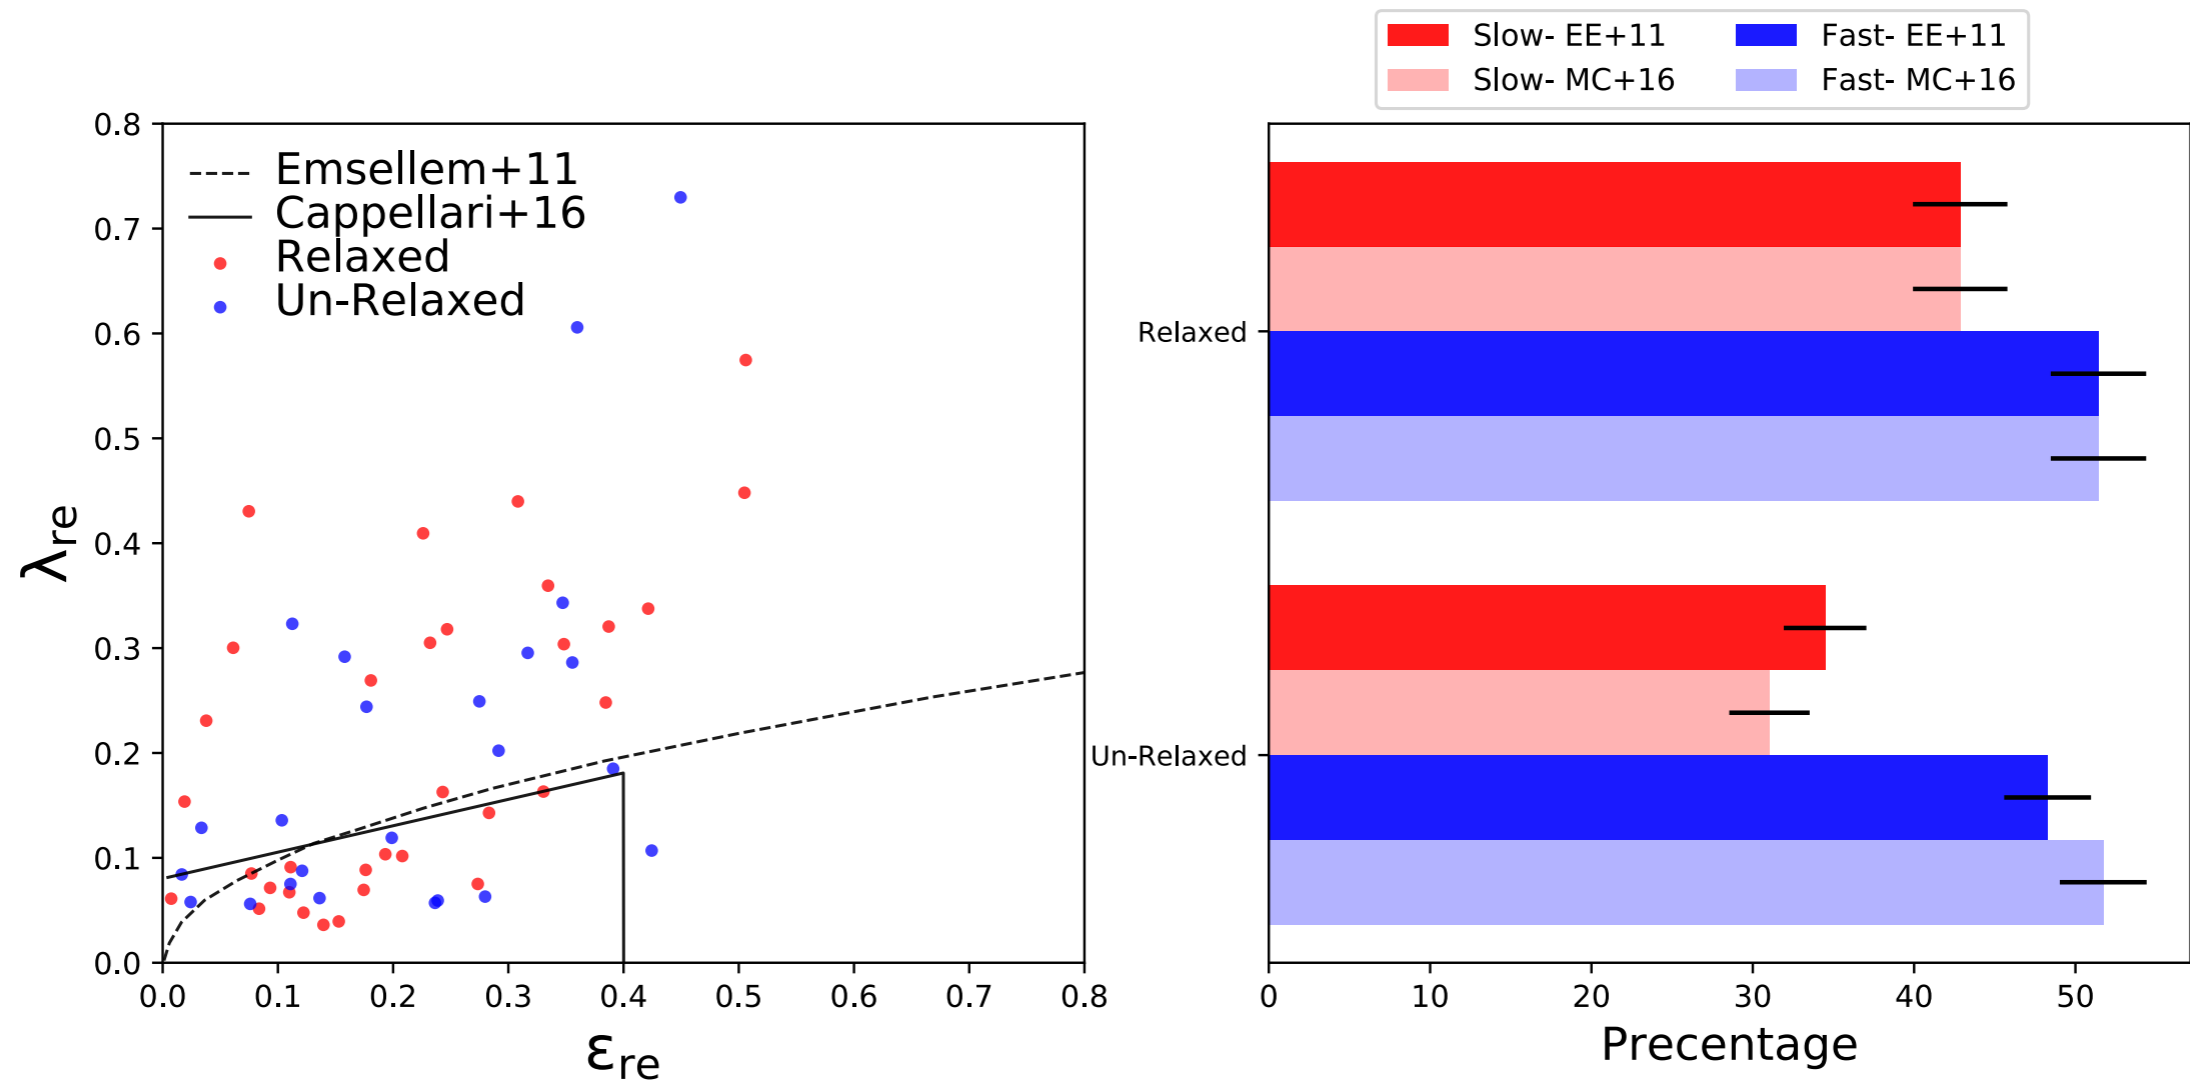 Slow- EE+11 Fast- EE+11
Slow- MC+16 Fast- MC+16
Emsellem+11
Cappellari+16
Relaxed
Un-Relaxed
0.8
0.7
0.6
0.5
0.4
0.3
0.2
0.1
0.0
λre
0.0 0.1 0.2 0.3 0.4 0.5 0.6 0.7 0.8
εre
Relaxed
Un-Relaxed
0 10 20 30 40 50
Precentage